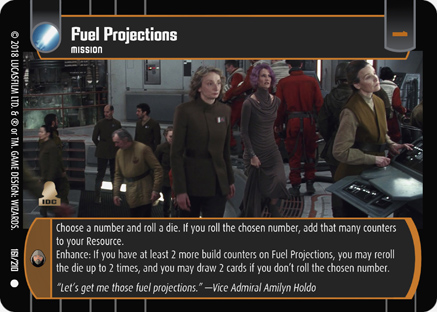 Fuel Projections
MISSION
1
© 2018 LUCASFILM LTD. & ® or TM. GAME DESIGN: WIZARDS.
IDC
Choose a number and roll a die. If you roll the chosen number, add that many counters
to your Resource.
Enhance: If you have at least 2 more build counters on Fuel Projections, you may reroll
the die up to 2 times, and you may draw 2 cards if you don't roll the chosen number.
"Let's get me those fuel projections." —Vice Admiral Amilyn Holdo